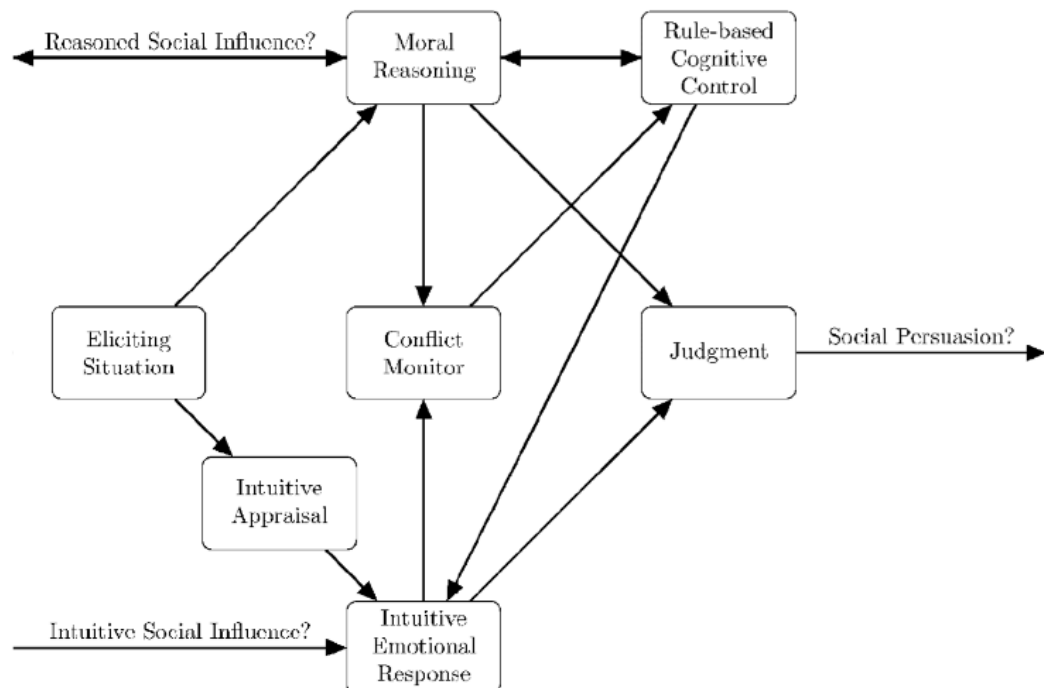 Reasoned Social Influence?
Moral
Reasoning
Rule-based
Cognitive
Control
Eliciting
Situation
Conflict
Monitor
Judgment
Social Persuasion?
Intuitive
Appraisal
Intuitive Social Influence?
Intuitive
Emotional
Response